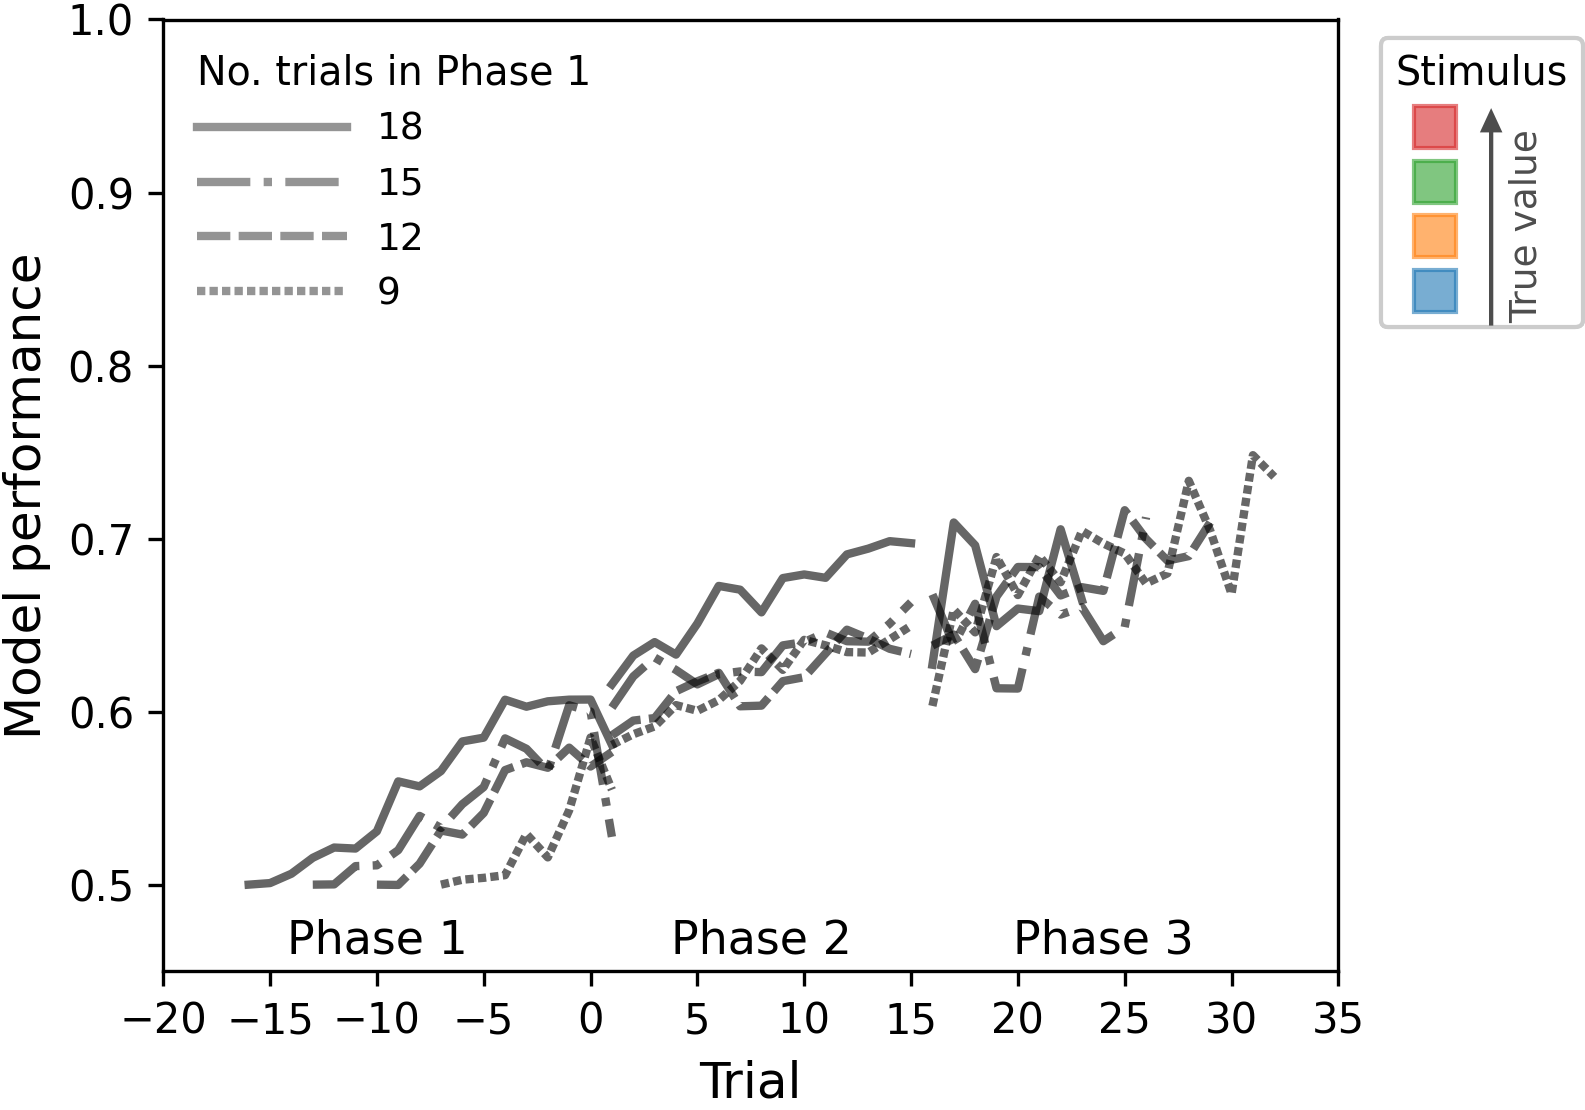 1.0
0.9
0.8
0.7
0.6
0.5
Model performance
No. trials in Phase 1
18
15
12
9
Stimulus
True value
Phase 1 Phase 2 Phase 3
−20 −15 −10 −5 0 5 10 15 20 25 30 35
Trial